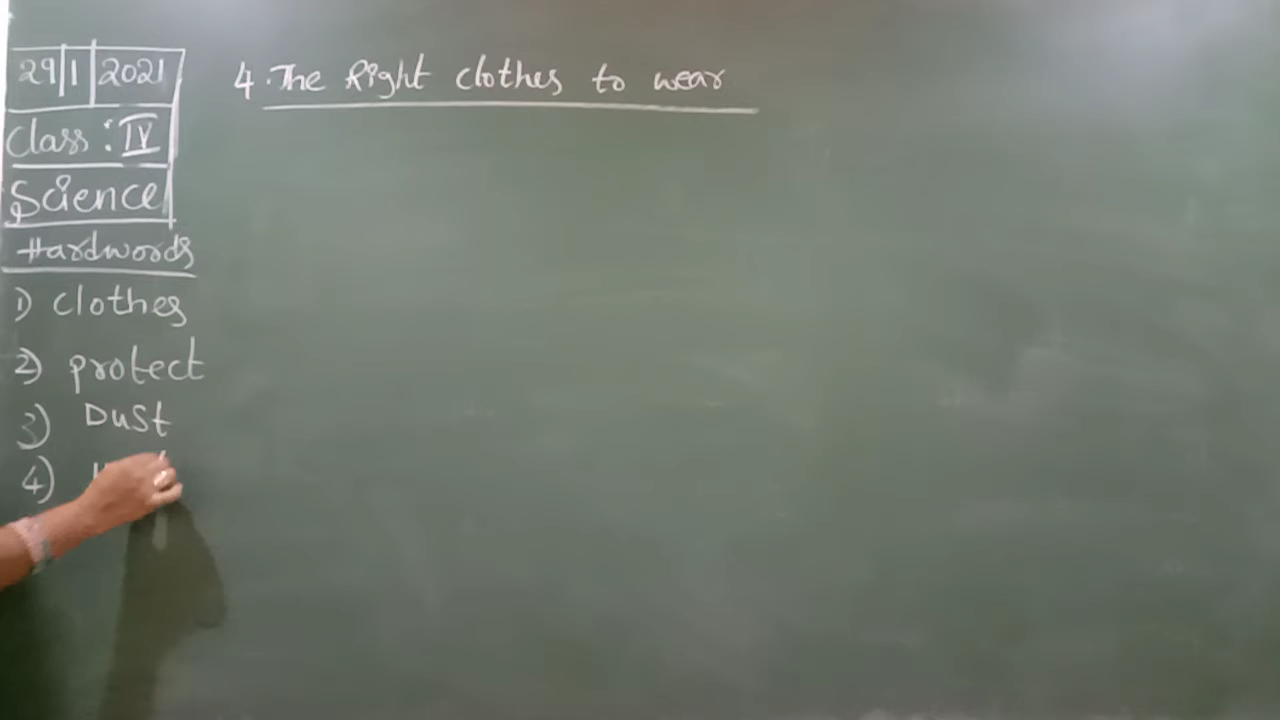 29|1|2021
Class : IV
Science
Hardwords
1) clothes
2) protect
3) Dust
4)
4. The Right clothes to wear